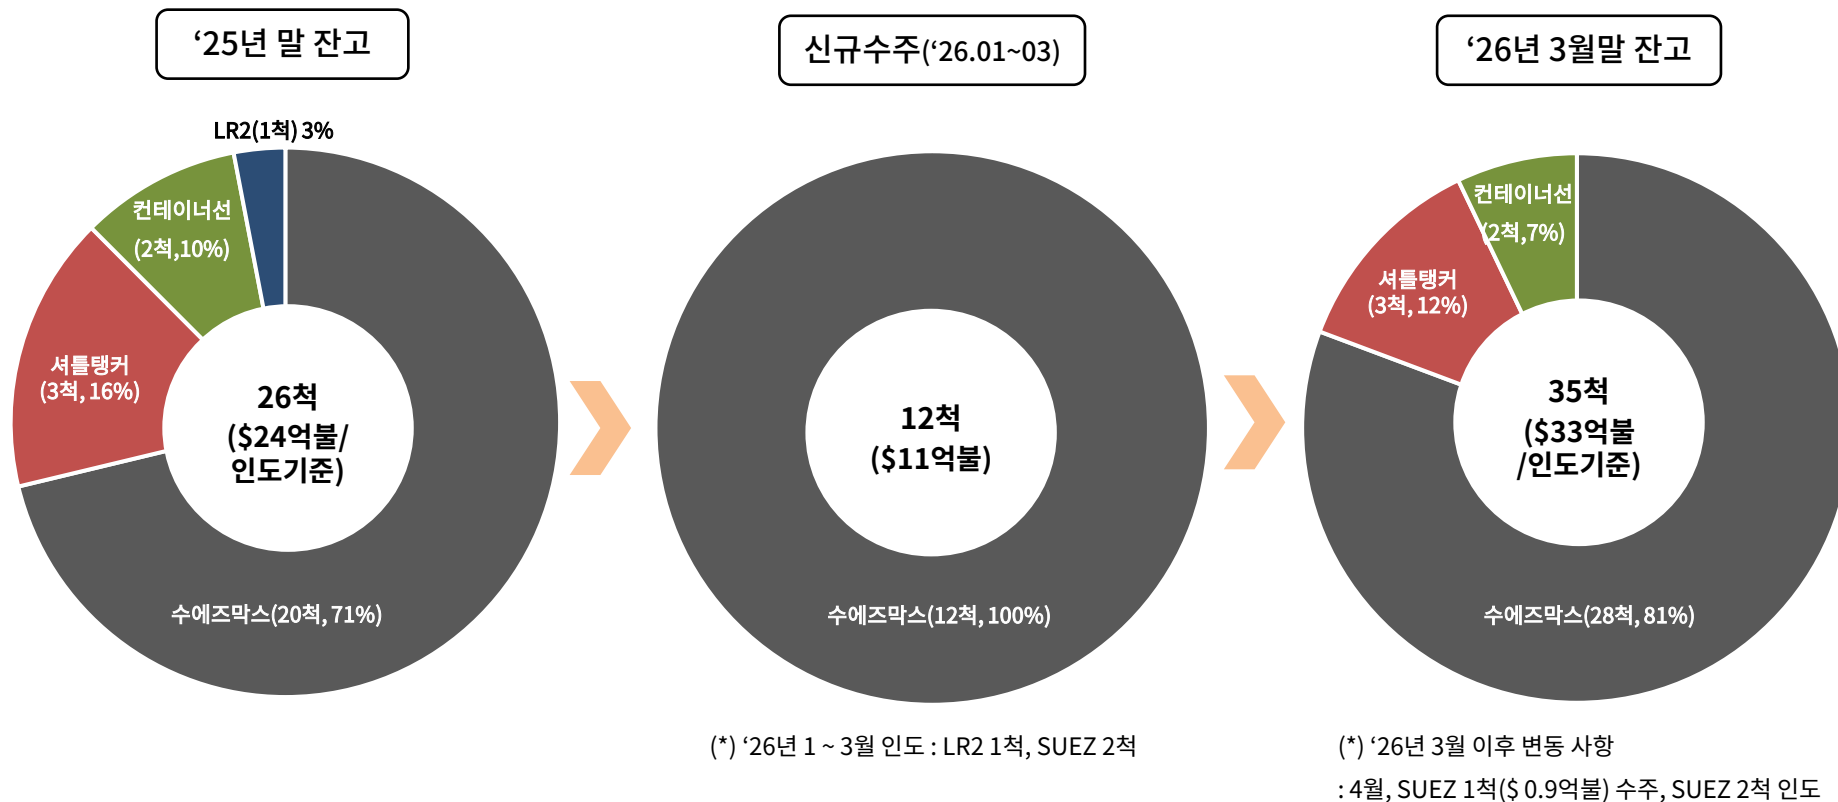 ‘25년 말 잔고
LR2(1척) 3%
컨테이너선
(2척,10%)
셔틀탱커
(3척, 16%)
26척
($24억불/
인도기준)
수에즈막스(20척, 71%)
신규수주(‘26.01~03)
12척
($11억불)
수에즈막스(12척, 100%)
(*) ‘26년 1 ~ 3월 인도 : LR2 1척, SUEZ 2척
‘26년 3월말 잔고
컨테이너선
(2척,7%)
셔틀탱커
(3척, 12%)
35척
($33억불
/인도기준)
수에즈막스(28척, 81%)
(*) ‘26년 3월 이후 변동 사항
: 4월, SUEZ 1척($ 0.9억불) 수주, SUEZ 2척 인도